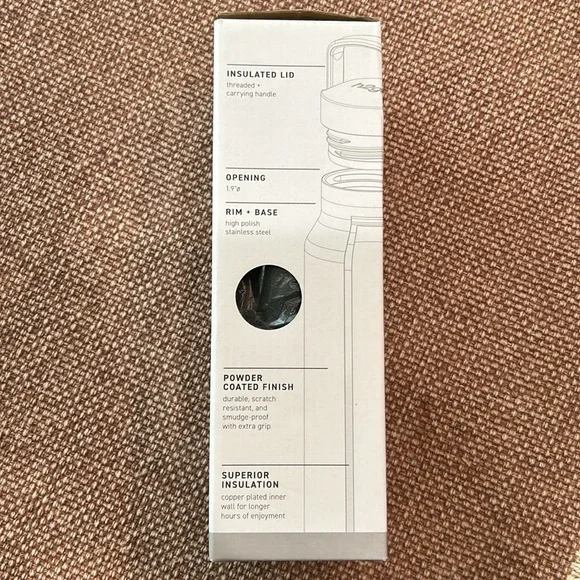 INSULATED LID
threaded +
carrying handle
OPENING
1.9"ø
RIM + BASE
high polish
stainless steel
POWDER
COATED FINISH
durable, scratch
resistant, and
smudge-proof
with extra grip
SUPERIOR
INSULATION
copper plated inner
wall for longer
hours of enjoyment